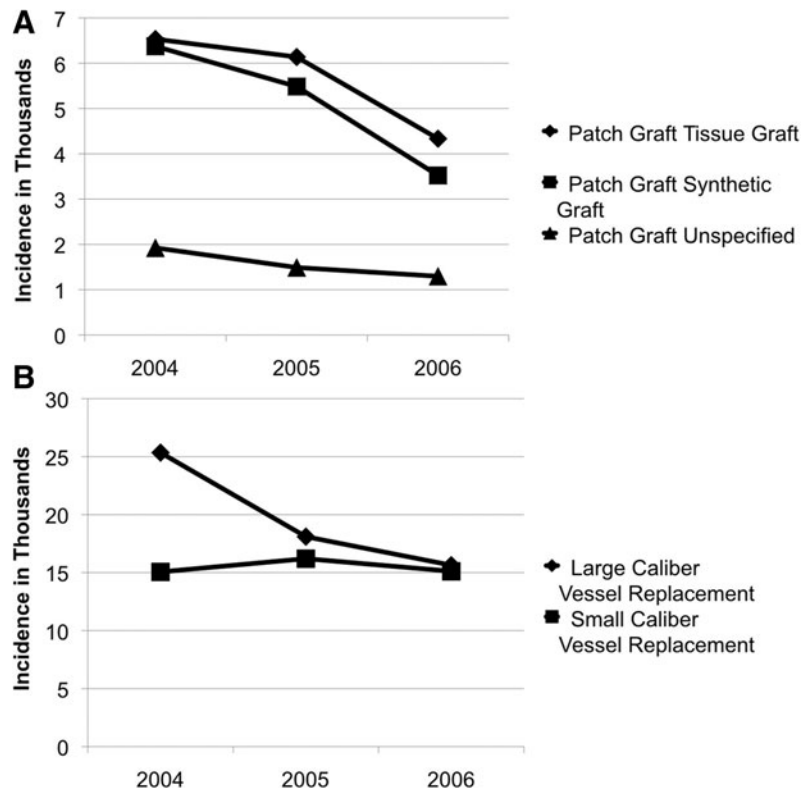 A
Incidence in Thousands
7
6
5
4
3
2
1
0
2004 2005 2006
Patch Graft Tissue Graft
Patch Graft Synthetic
Graft
Patch Graft Unspecified
B
Incidence in Thousands
30
25
20
15
10
5
0
2004 2005 2006
Large Caliber
Vessel Replacement
Small Caliber
Vessel Replacement